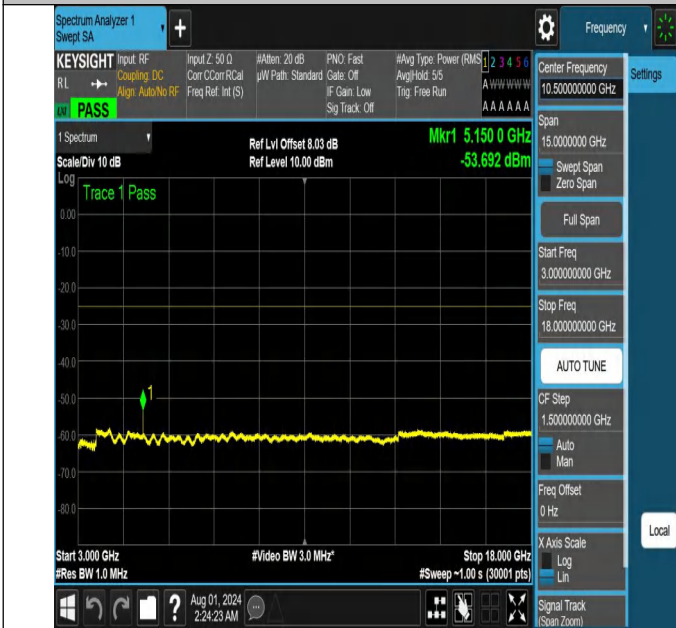 Spectrum Analyzer 1
Swept SA
+
Frequency
KEYSIGHT
RL
Input: RF
Coupling: DC
Align: Auto/No RF
Input Z: 50 Ω
Corr CCorr RCal
Freq Ref: Int (S)
#Atten: 20 dB
µW Path: Standard
PNO: Fast
Gate: Off
IF Gain: Low
Sig Track: Off
#Avg Type: Power (RMS
Avg|Hold: 5/5
Trig: Free Run
1 2 3 4 5 6
A W W W W W
A A A A A A
PASS
1 Spectrum
Scale/Div 10 dB
Log
Ref Lvl Offset 8.03 dB
Ref Level 10.00 dBm
Mkr1 5.150 0 GHz
-53.692 dBm
Trace 1 Pass
0.00
-10.0
-20.0
-30.0
-40.0
-50.0
-60.0
-70.0
-80.0
1
Start 3.000 GHz
#Res BW 1.0 MHz
#Video BW 3.0 MHz*
Stop 18.000 GHz
#Sweep ~1.00 s (30001 pts)
?
Aug 01, 2024
2:24:23 AM
Center Frequency
10.500000000 GHz
Span
15.0000000 GHz
Swept Span
Zero Span
Full Span
Start Freq
3.000000000 GHz
Stop Freq
18.000000000 GHz
AUTO TUNE
CF Step
1.500000000 GHz
Auto
Man
Freq Offset
0 Hz
X Axis Scale
Log
Lin
Signal Track
(Span Zoom)
Settings
Local